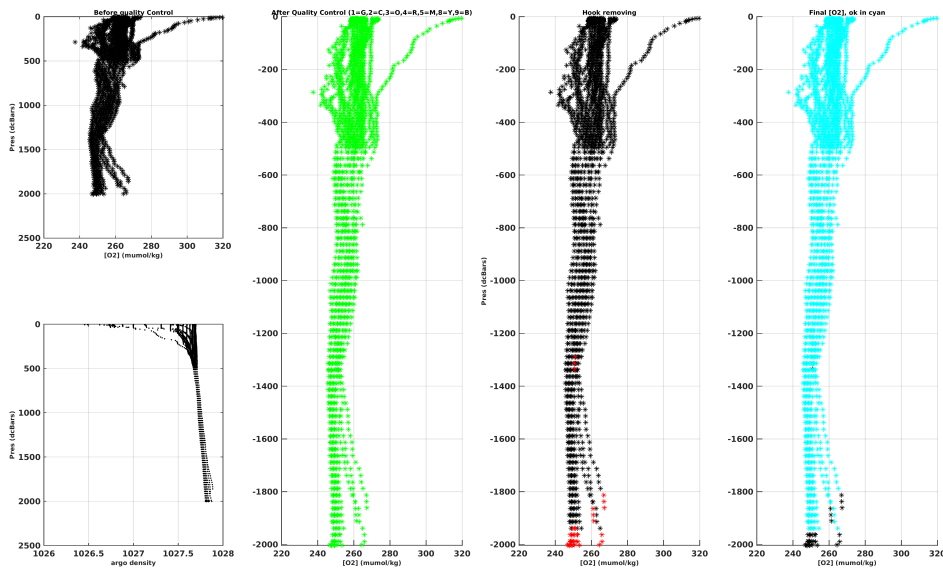 Before quality Control
0
500
1000
1500
2000
2500
220 240 260 280 300 320
[O2] (mumol/kg)
Pres (dcBars)
0
500
1000
1500
2000
2500
1026 1026.5 1027 1027.5 1028
argo density
Pres (dcBars)
After Quality Control (1=G,2=C,3=O,4=R,5=M,8=Y,9=B)
-200
-400
-600
-800
-1000
-1200
-1400
-1600
-1800
-2000
220 240 260 280 300 320
[O2] (mumol/kg)
Hook removing
-200
-400
-600
-800
-1000
-1200
-1400
-1600
-1800
-2000
220 240 260 280 300 320
[O2] (mumol/kg)
Pres (dcBars)
Final [O2], ok in cyan
-200
-400
-600
-800
-1000
-1200
-1400
-1600
-1800
-2000
220 240 260 280 300 320
[O2] (mumol/kg)